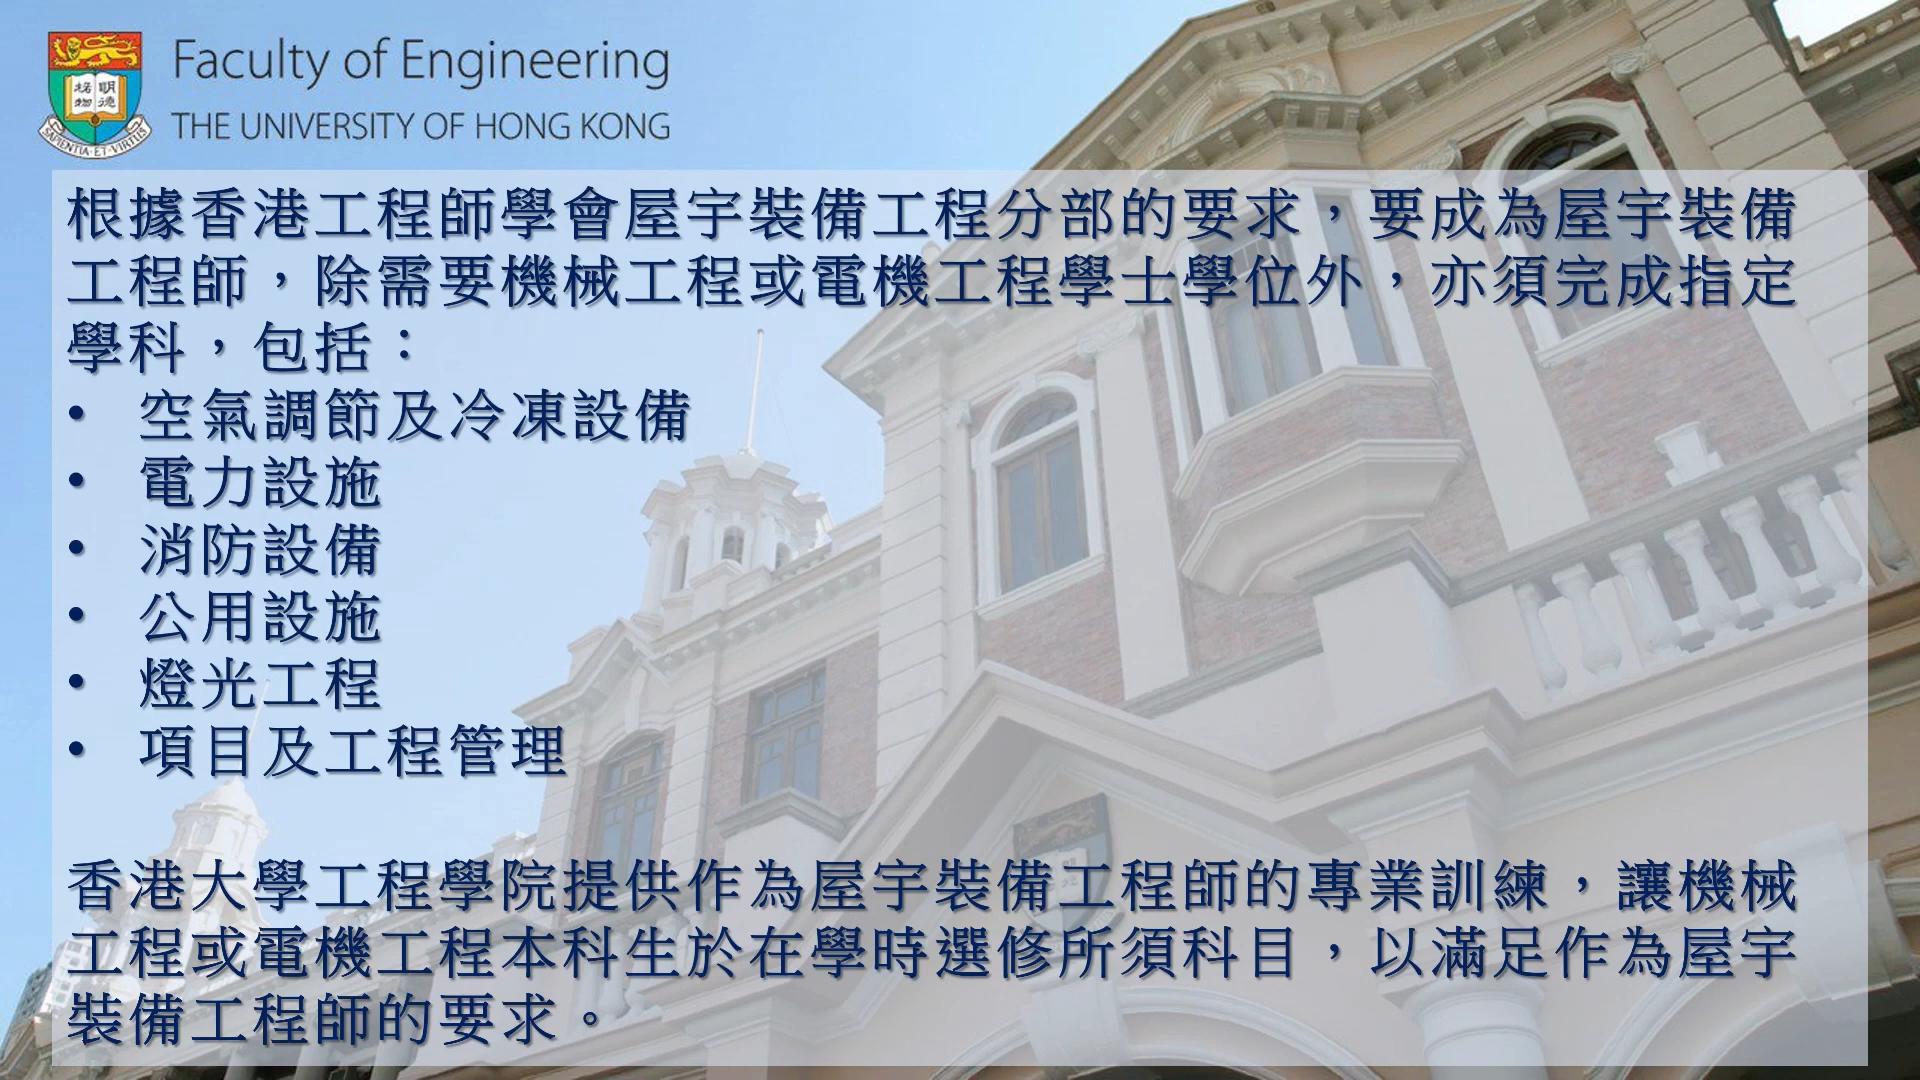 Faculty of Engineering
THE UNIVERSITY OF HONG KONG
明德
格物
SAPIENTIA·ET·VIRTUS
根據香港工程師學會屋宇裝備工程分部的要求，要成為屋宇裝備
工程師，除需要機械工程或電機工程學士學位外，亦須完成指定
學科，包括：
• 空氣調節及冷凍設備
• 電力設施
• 消防設備
• 公用設施
• 燈光工程
• 項目及工程管理
香港大學工程學院提供作為屋宇裝備工程師的專業訓練，讓機械
工程或電機工程本科生於在學時選修所須科目，以滿足作為屋宇
裝備工程師的要求。